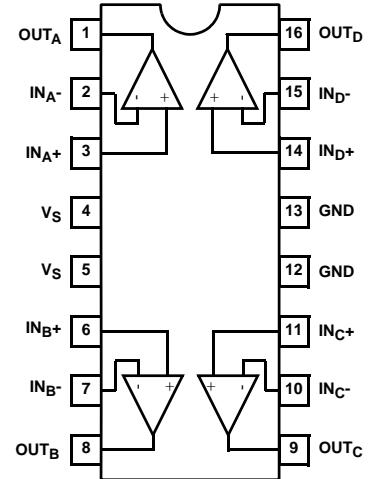 OUTA 1 16 OUTD
INA- 2 - + + - 15 IND-
INA+ 3 14 IND+
VS 4 13 GND
VS 5 12 GND
INB+ 6 11 INC+
INB- 7 - + + - 10 INC-
OUTB 8 9 OUTC